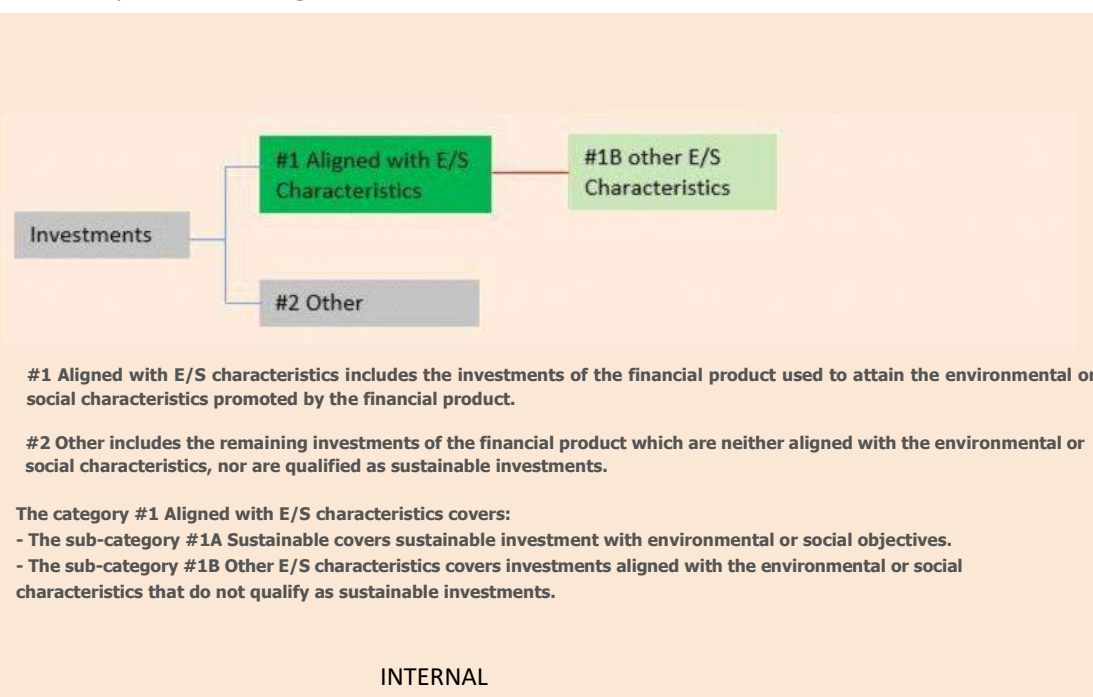 #1 Aligned with E/S
Characteristics
#1B other E/S
Characteristics
Investments
#2 Other
#1 Aligned with E/S characteristics includes the investments of the financial product used to attain the environmental or
social characteristics promoted by the financial product.
#2 Other includes the remaining investments of the financial product which are neither aligned with the environmental or
social characteristics, nor are qualified as sustainable investments.
The category #1 Aligned with E/S characteristics covers:
- The sub-category #1A Sustainable covers sustainable investment with environmental or social objectives.
- The sub-category #1B Other E/S characteristics covers investments aligned with the environmental or social
characteristics that do not qualify as sustainable investments.
INTERNAL